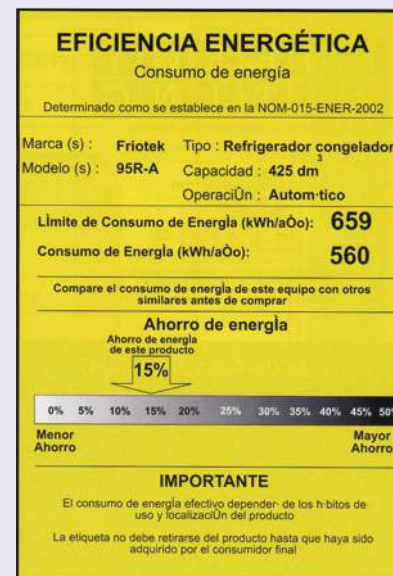 EFICIENCIA ENERGÉTICA
Consumo de energía
Determinado como se establece en la NOM-015-ENER-2002
Marca (s) : Friotek Tipo : Refrigerador congelador
Modelo (s) : 95R-A Capacidad : 425 dm3
OperaciÛn : Autom·tico
LÌmite de Consumo de EnergÌa (kWh/aÒo): 659
Consumo de EnergÌa (kWh/aÒo): 560
Compare el consumo de energÌa de este equipo con otros
similares antes de comprar
Ahorro de energÌa
Ahorro de energÌa
de este producto
15%
0% 5% 10% 15% 20% 25% 30% 35% 40% 45% 50%
Menor Mayor
Ahorro Ahorro
IMPORTANTE
El consumo de energÌa efectivo depender· de los h·bitos de
uso y localizaciÛn del producto
La etiqueta no debe retirarse del producto hasta que haya sido
adquirido por el consumidor final